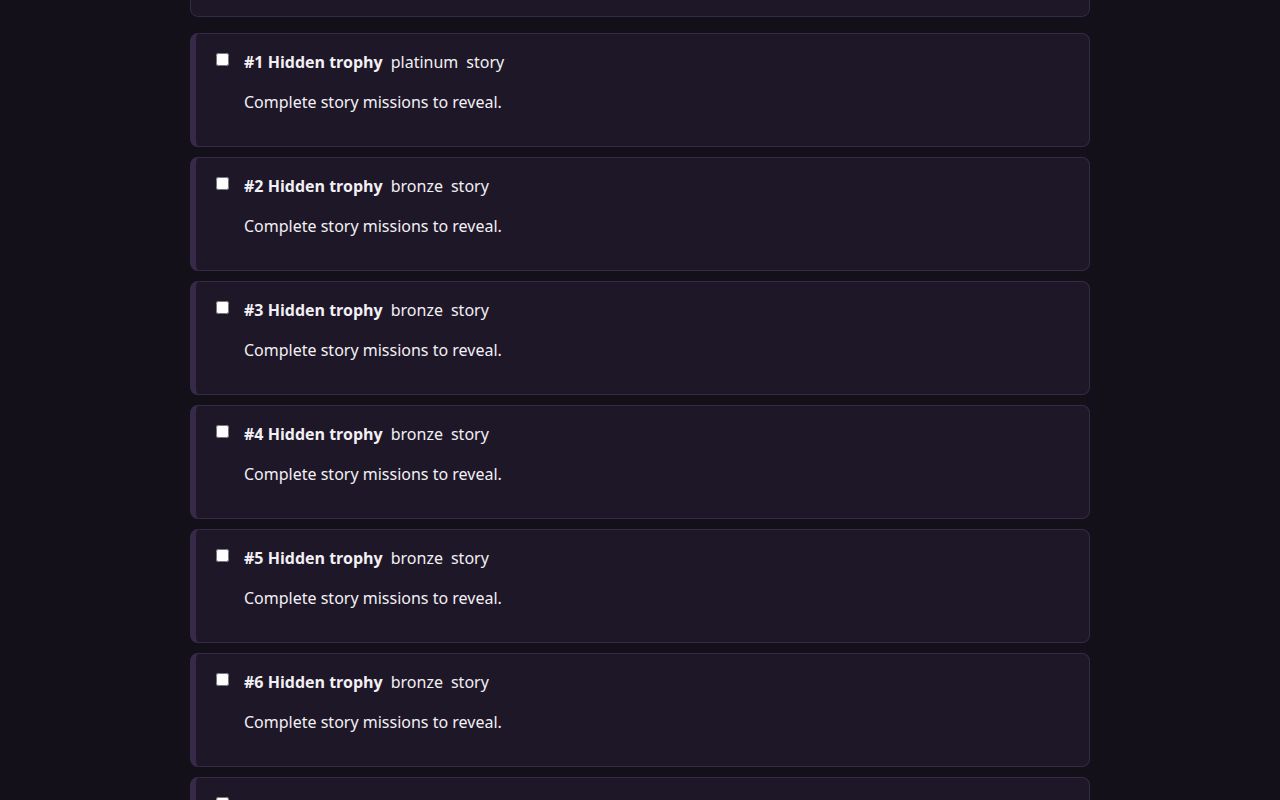 #1 Hidden trophy platinum story
Complete story missions to reveal.
#2 Hidden trophy bronze story
Complete story missions to reveal.
#3 Hidden trophy bronze story
Complete story missions to reveal.
#4 Hidden trophy bronze story
Complete story missions to reveal.
#5 Hidden trophy bronze story
Complete story missions to reveal.
#6 Hidden trophy bronze story
Complete story missions to reveal.